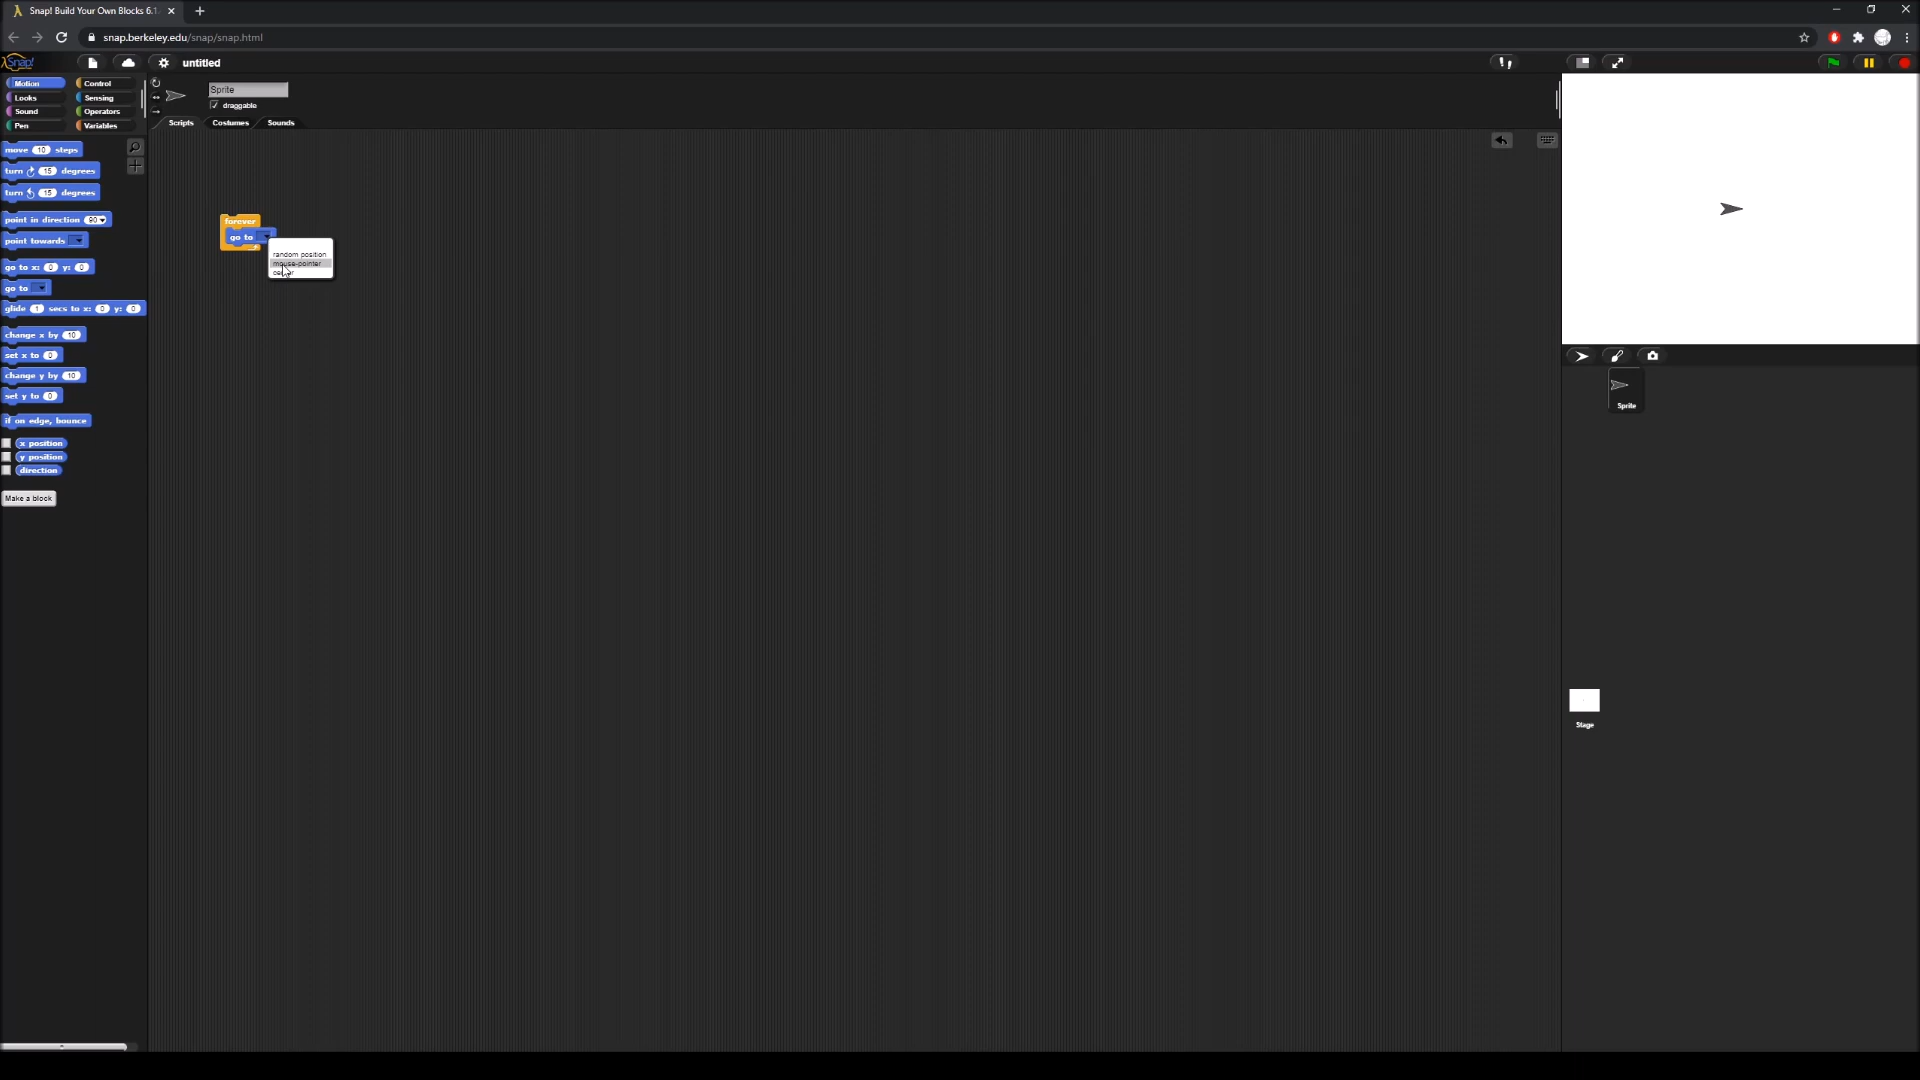 Snap! Build Your Own Blocks 6.1.
snap.berkeley.edu/snap/snap.html
Snap!
untitled
Motion
Control
Looks
Sensing
Sound
Operators
Pen
Variables
Sprite
draggable
Scripts
Costumes
Sounds
move 10 steps
turn 15 degrees
turn 15 degrees
point in direction 90
point towards
go to x: 0 y: 0
go to
glide 1 secs to x: 0 y: 0
change x by 10
set x to 0
change y by 10
set y to 0
if on edge, bounce
x position
y position
direction
Make a block
forever
go to
random position
mouse-pointer
Sprite
Stage